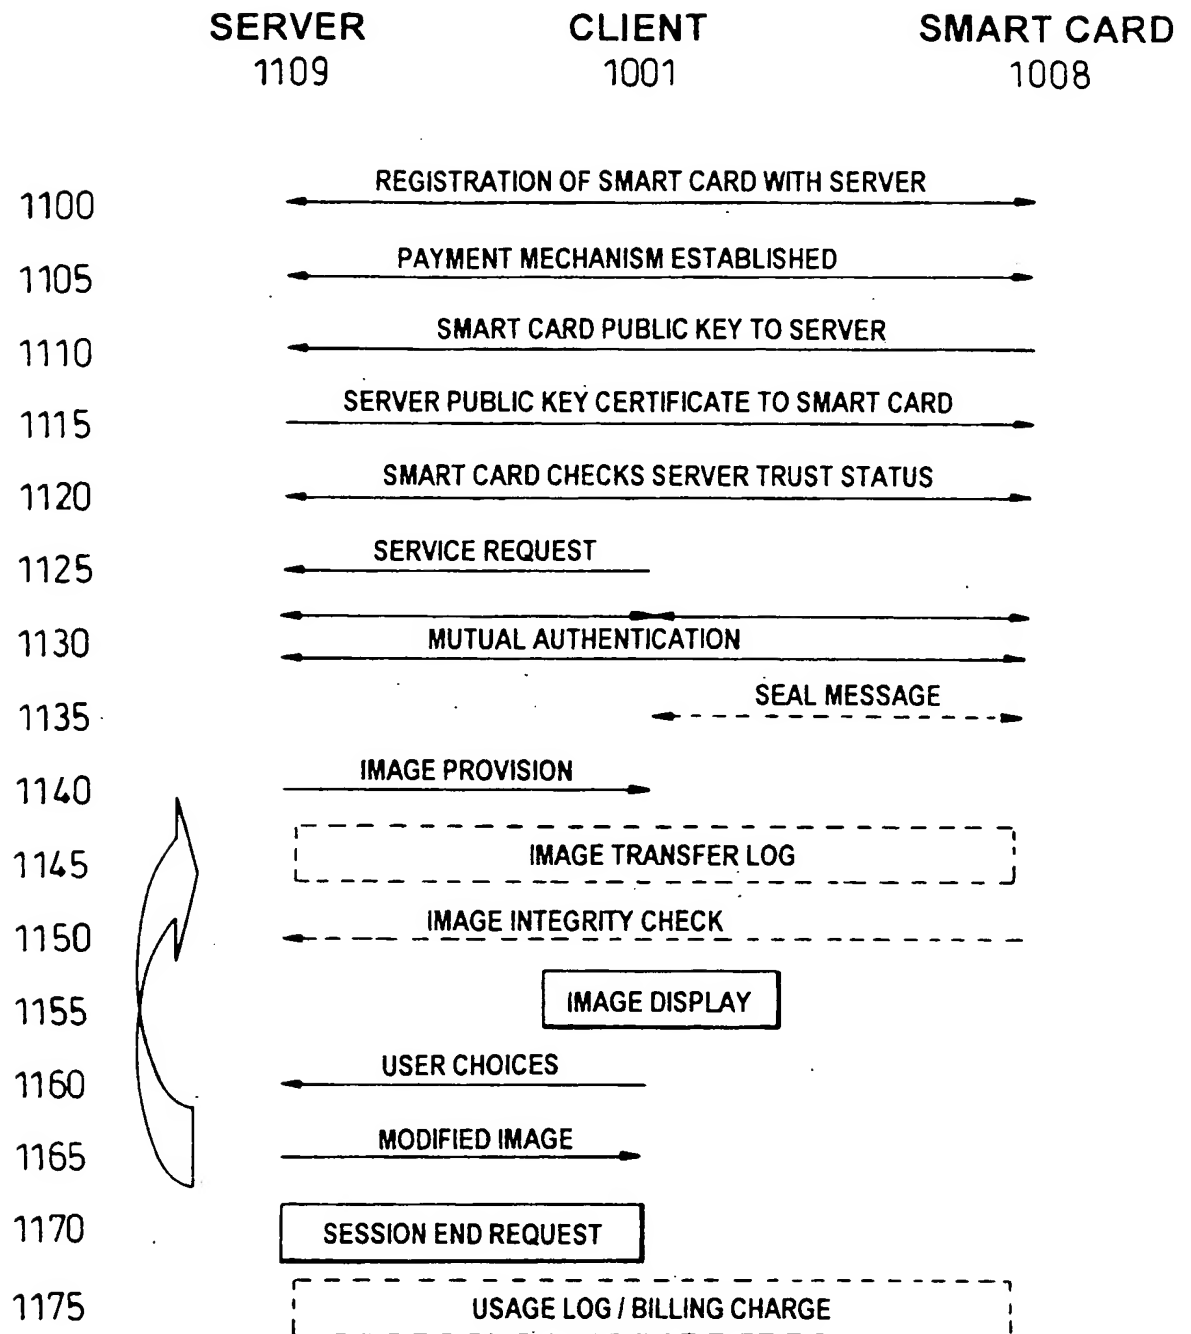 SERVER CLIENT SMART CARD
1109 1001 1008
1100 REGISTRATION OF SMART CARD WITH SERVER
1105 PAYMENT MECHANISM ESTABLISHED
1110 SMART CARD PUBLIC KEY TO SERVER
1115 SERVER PUBLIC KEY CERTIFICATE TO SMART CARD
1120 SMART CARD CHECKS SERVER TRUST STATUS
1125 SERVICE REQUEST
1130 MUTUAL AUTHENTICATION
1135 SEAL MESSAGE
1140 IMAGE PROVISION
1145 IMAGE TRANSFER LOG
1150 IMAGE INTEGRITY CHECK
1155 IMAGE DISPLAY
1160 USER CHOICES
1165 MODIFIED IMAGE
1170 SESSION END REQUEST
1175 USAGE LOG / BILLING CHARGE